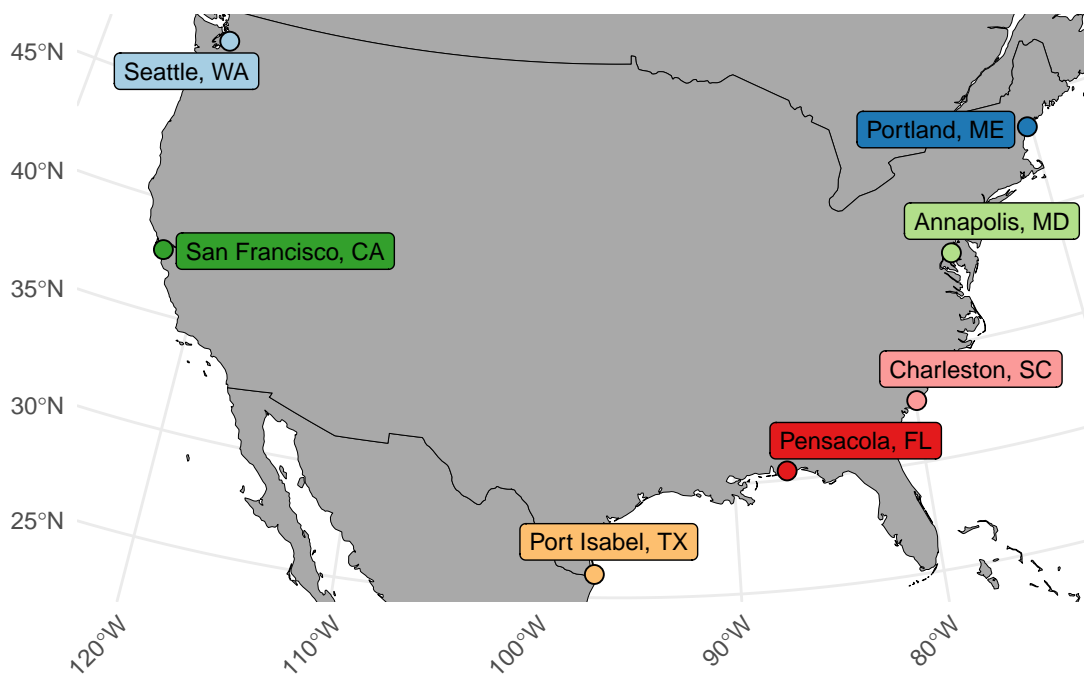 45°N
Seattle, WA
Portland, ME
40°N
Annapolis, MD
San Francisco, CA
35°N
Charleston, SC
30°N
Pensacola, FL
25°N
Port Isabel, TX
120°W
110°W
100°W
90°W
80°W